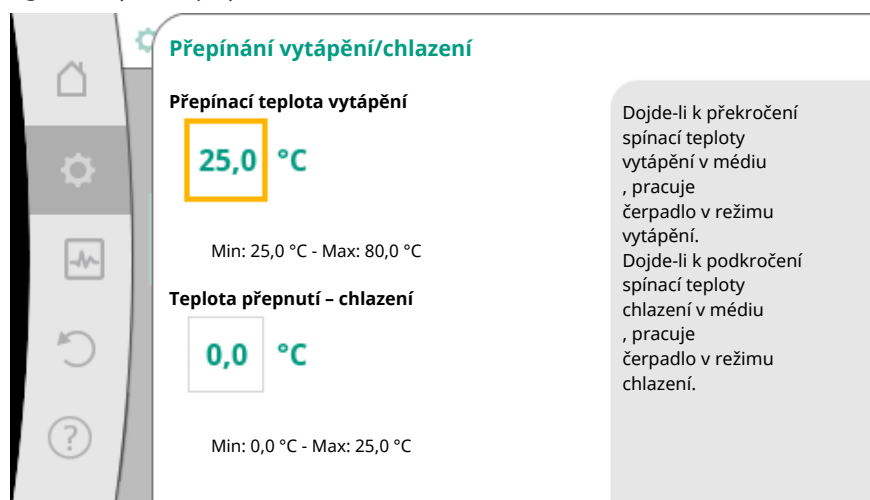 Přepínání vytápění/chlazení
Přepínací teplota vytápění
25,0 °C
Min: 25,0 °C - Max: 80,0 °C
Teplota přepnutí – chlazení
0,0 °C
Min: 0,0 °C - Max: 25,0 °C
Dojde-li k překročení
spínací teploty
vytápění v médiu
, pracuje
čerpadlo v režimu
vytápění.
Dojde-li k podkročení
spínací teploty
chlazení v médiu
, pracuje
čerpadlo v režimu
chlazení.